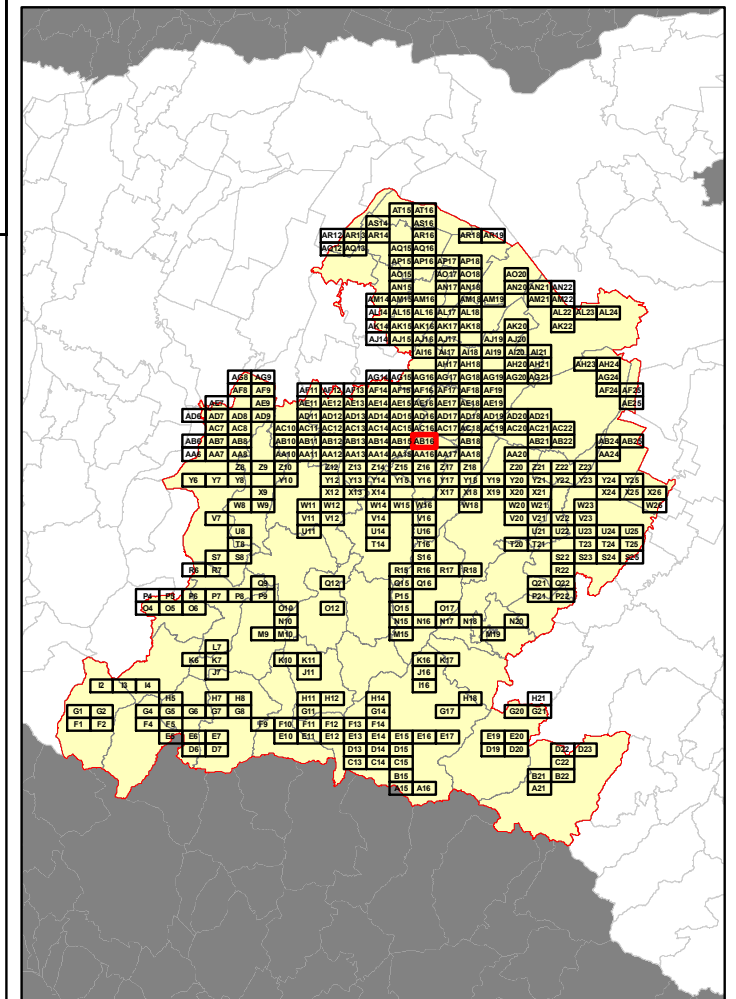 AT15 AT16
AS14 AS16
AR12 AR13 AR14 AR16 AR18 AR19
AQ12 AQ13 AQ15 AQ16
AP15 AP16 AP17 AP18
AO15 AO17 AO18 AO20
AN15 AN17 AN18 AN20 AN21 AN22
AM14 AM15 AM16 AM18 AM19 AM21 AM22
AL14 AL15 AL16 AL17 AL18 AL22 AL23 AL24
AK14 AK15 AK16 AK17 AK18 AK20 AK22
AJ14 AJ15 AJ16 AJ17 AJ19 AJ20
AI16 AI17 AI18 AI19 AI20 AI21
AH17 AH18 AH20 AH21 AH23 AH24
AG8 AG9 AG14 AG15 AG16 AG17 AG18 AG19 AG20 AG21 AG24
AF8 AF9 AF11 AF12 AF13 AF14 AF15 AF16 AF17 AF18 AF19 AF24 AF25
AE7 AE9 AE11 AE12 AE13 AE14 AE15 AE16 AE17 AE18 AE19 AE25
AD6 AD7 AD8 AD9 AD11 AD12 AD13 AD14 AD15 AD16 AD17 AD18 AD19 AD20 AD21
AC7 AC8 AC10 AC11 AC12 AC13 AC14 AC15 AC16 AC17 AC18 AC19 AC20 AC21 AC22
AB6 AB7 AB8 AB10 AB11 AB12 AB13 AB14 AB15 AB16 AB18 AB21 AB22 AB24 AB25
AA6 AA7 AA8 AA10 AA11 AA12 AA13 AA14 AA15 AA16 AA17 AA18 AA20 AA24
Z8 Z9 Z10 Z12 Z13 Z14 Z15 Z16 Z17 Z18 Z20 Z21 Z22 Z23
Y6 Y7 Y8 Y10 Y12 Y13 Y14 Y15 Y16 Y17 Y18 Y19 Y20 Y21 Y22 Y23 Y24 Y25
X9 X12 X13 X14 X17 X18 X19 X20 X21 X24 X25 X26
W8 W9 W11 W12 W14 W15 W16 W18 W20 W21 W23 W26
V7 V11 V12 V14 V16 V20 V21 V22 V23
U8 U11 U14 U16 U21 U22 U23 U24 U25
T8 T14 T16 T20 T21 T23 T24 T25
S7 S8 S16 S22 S23 S24 S25
R6 R7 R15 R16 R17 R18 R22
Q9 Q12 Q15 Q16 Q21 Q22
P4 P5 P6 P7 P8 P9 P15 P21 P22
O4 O5 O6 O10 O12 O15 O17
N10 N15 N16 N17 N18 N20
M9 M10 M15 M19
L7
K6 K7 K10 K11 K16 K17
J7 J11 J16
I2 I3 I4 I16
H5 H7 H8 H11 H12 H14 H18 H21
G1 G2 G4 G5 G6 G7 G8 G11 G14 G17 G20 G21
F1 F2 F4 F5 F9 F10 F11 F12 F13 F14
E5 E6 E7 E10 E11 E12 E13 E14 E15 E16 E17 E19 E20
D6 D7 D13 D14 D15 D19 D20 D22 D23
C13 C14 C15 C22
B15 B21 B22
A15 A16 A21